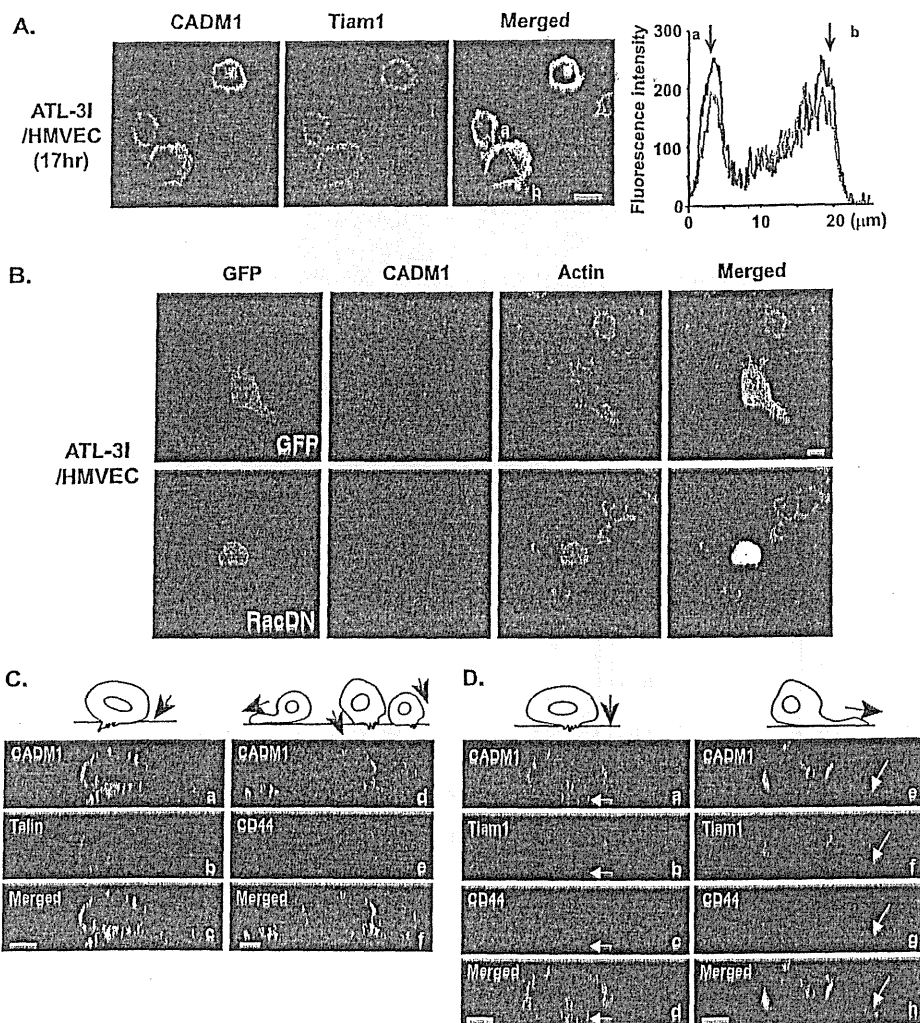 A.
CADM1 Tiam1 Merged
ATL-3I
/HMVEC
(17hr)
a
b
Fluorescence intensity
300
200
100
0
a b
0 10 20 (μm)
B.
GFP CADM1 Actin Merged
ATL-3I
/HMVEC
GFP
RacDN
C.
CADM1
a
Talin
b
Merged
c
CADM1
d
CD44
e
Merged
f
D.
CADM1
a
Tiam1
b
CD44
c
Merged
d
CADM1
e
Tiam1
f
CD44
g
Merged
h